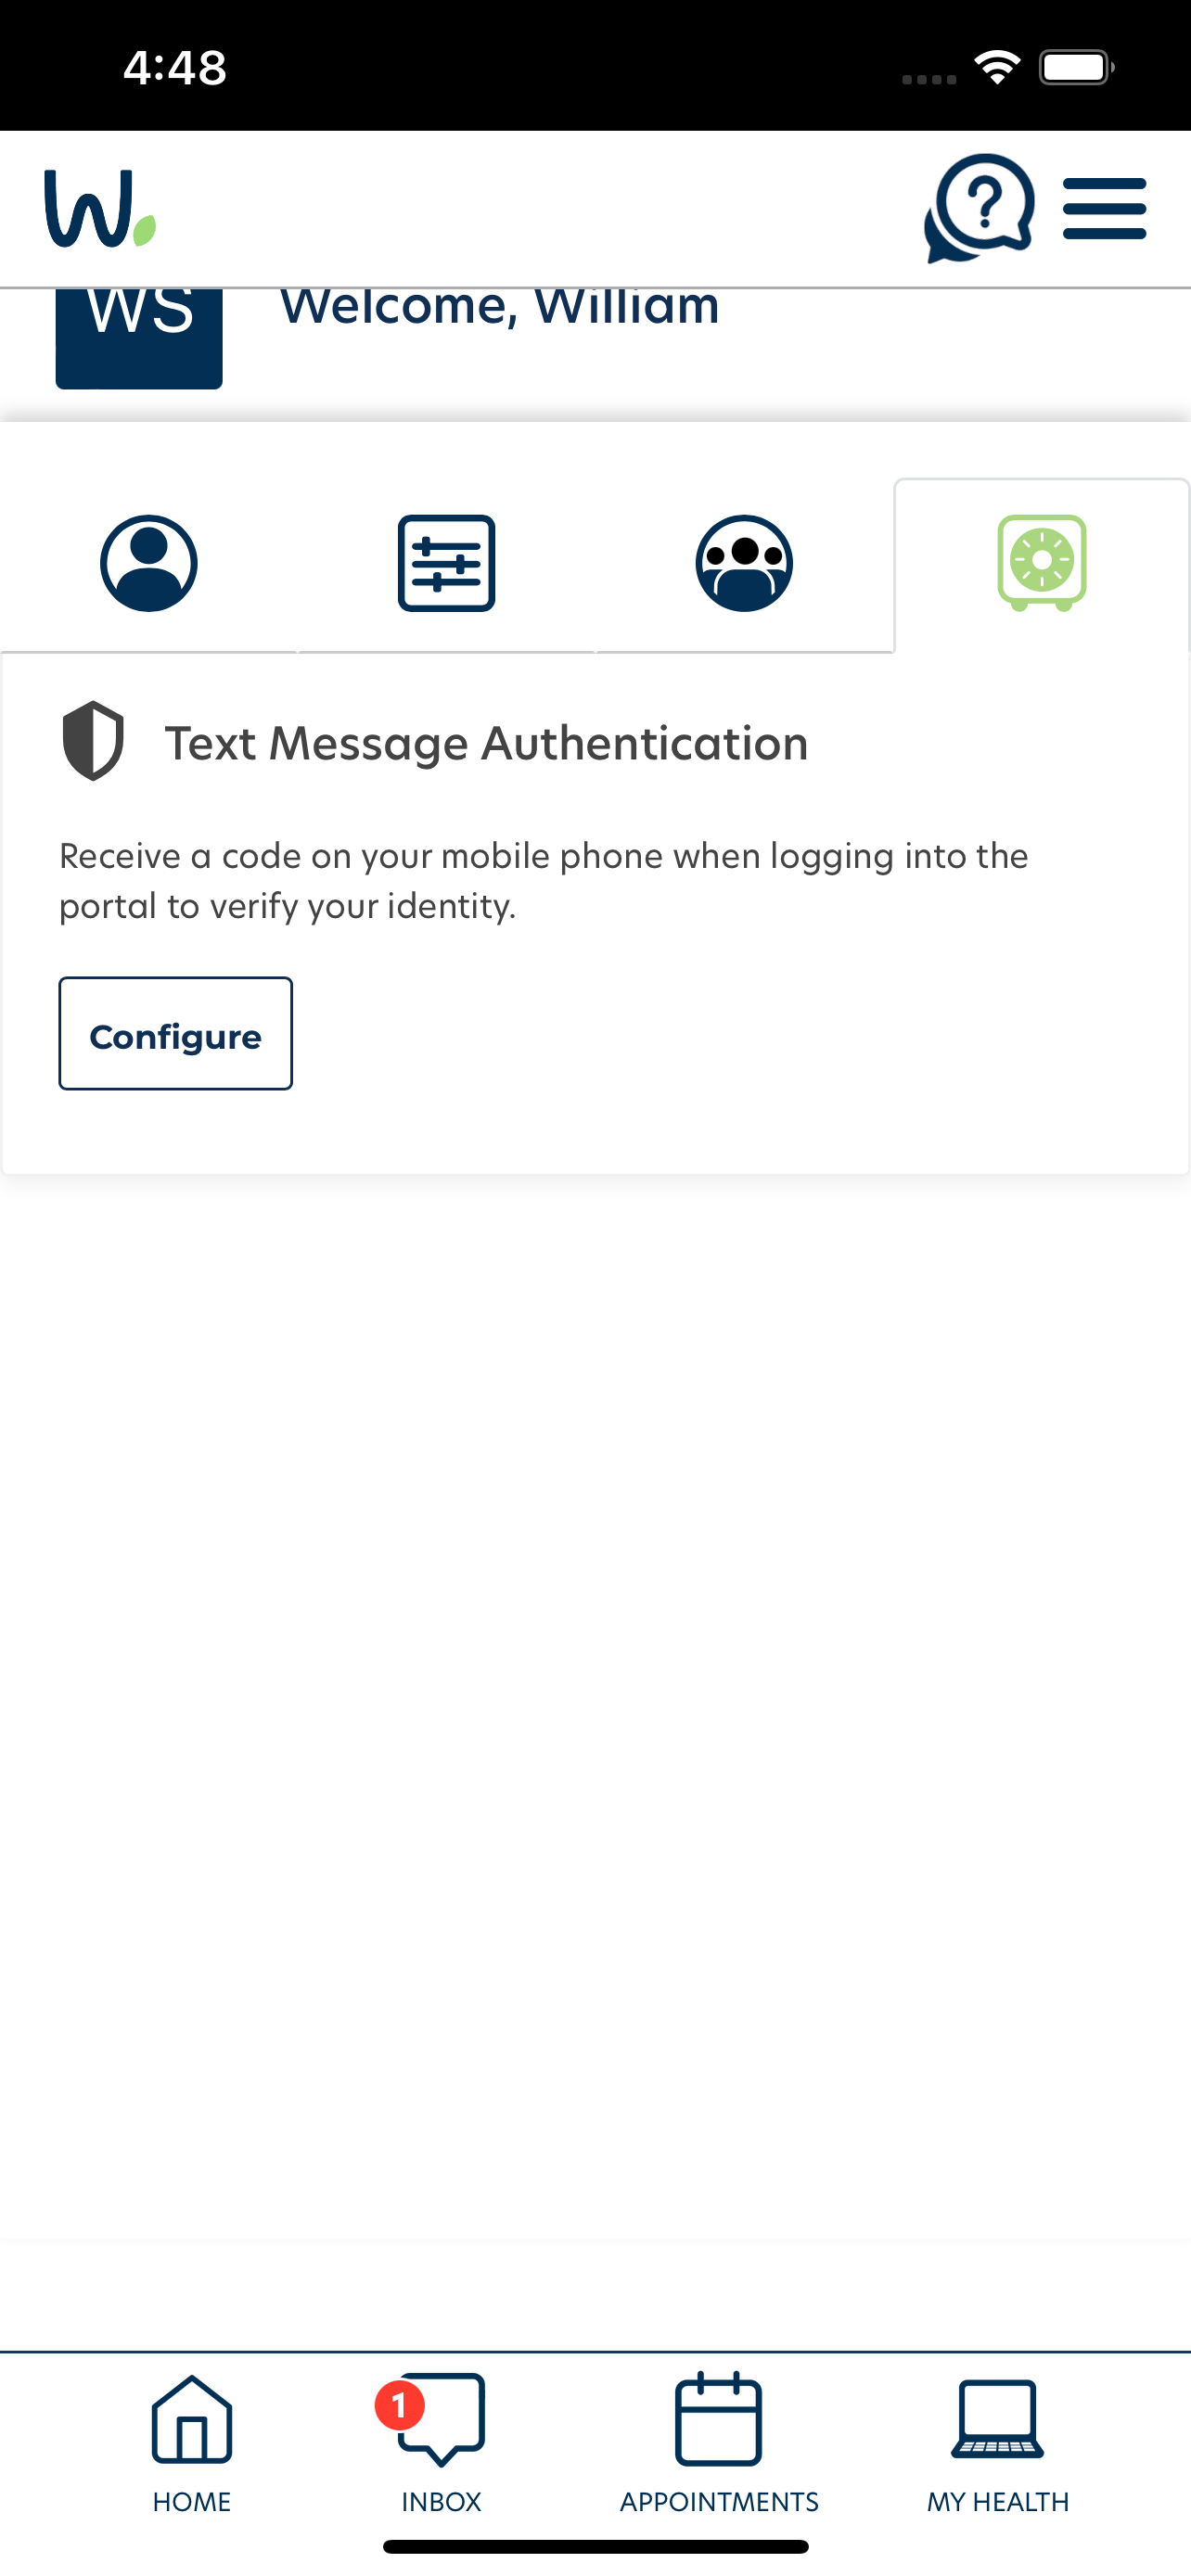 4:48
W.
WS
Welcome, William
Text Message Authentication
Receive a code on your mobile phone when logging into the
portal to verify your identity.
Configure
1
HOME
INBOX
APPOINTMENTS
MY HEALTH